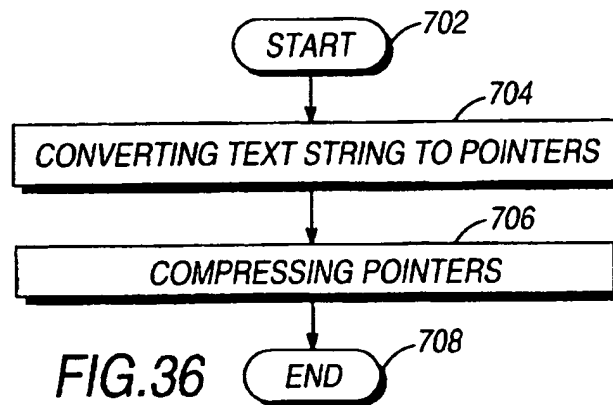 702
START
704
CONVERTING TEXT STRING TO POINTERS
706
COMPRESSING POINTERS
708
END
FIG.36